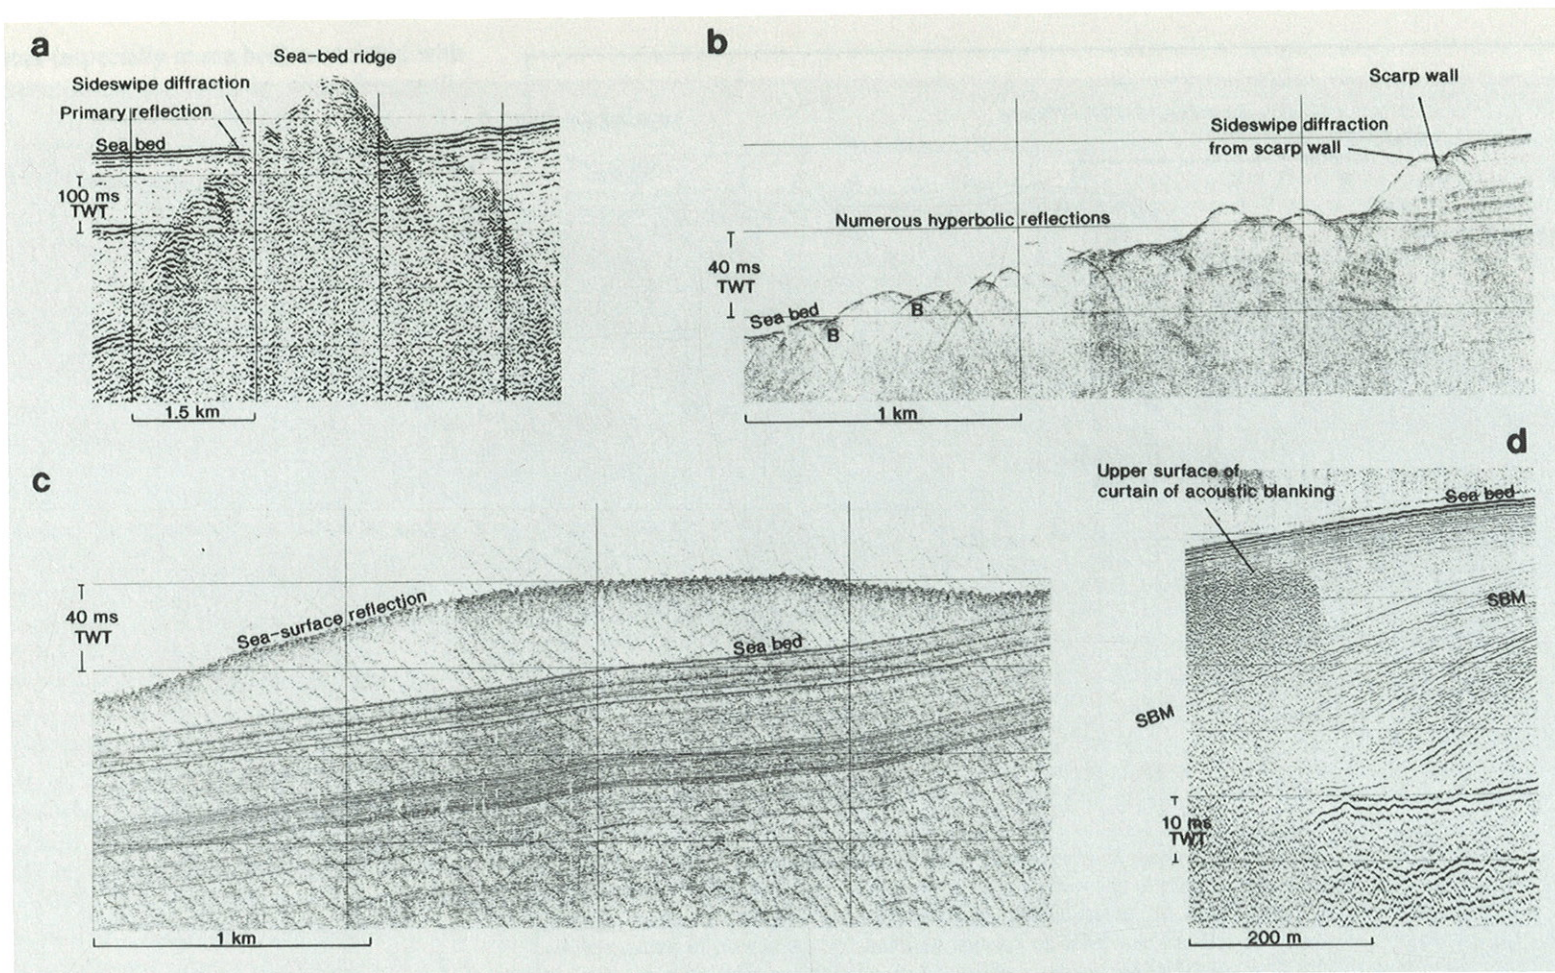 a
Sea-bed ridge
Sideswipe diffraction
Primary reflection
Sea bed
100 ms
TWT
1.5 km
b
Scarp wall
Sideswipe diffraction
from scarp wall
Numerous hyperbolic reflections
40 ms
TWT
Sea bed
B
B
1 km
c
40 ms
TWT
Sea-surface reflection
Sea bed
1 km
d
Upper surface of
curtain of acoustic blanking
Sea bed
SBM
SBM
10 ms
TWT
200 m